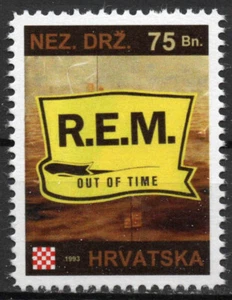 NEZ. DRŽ. 75 Bn.
R.E.M.
OUT OF TIME
1993 HRVATSKA